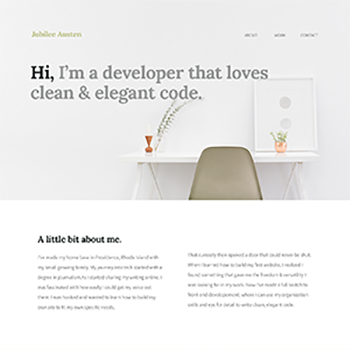 Jubilee Austen
ABOUT WORK CONTACT
Hi, I'm a developer that loves
clean & elegant code.
A little bit about me.
I've made my home base in Providence, Rhode Island with
my small growing family. My journey into tech started with a
degree in journalism. As I started sharing my writing online, I
was fascinated with how easily I could get my voice out
there. I was hooked and wanted to learn how to building
own site to fit my own specific needs.
That curiosity then opened a door that could never be shut.
When I learned how to build my first website, I realized I
found something that gave me the freedom & versatility I
was looking for in my work. Now I've made a full switch to
front end development, where I can use my organization
skills and eye for detail to write clean, elegant code.